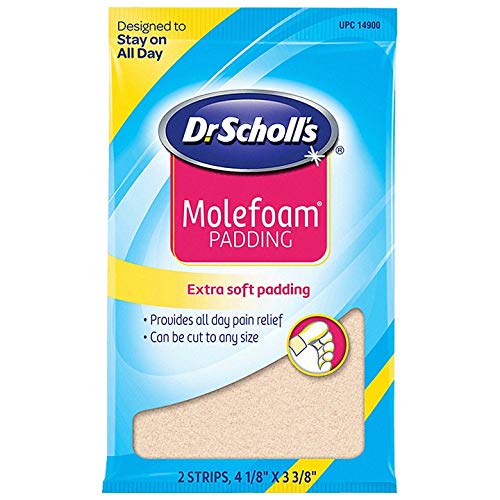 Designed to
Stay on
All Day
UPC 14900
Dr.Scholl's®
Molefoam®
PADDING
Extra soft padding
• Provides all day pain relief
• Can be cut to any size
2 STRIPS, 4 1/8" X 3 3/8"